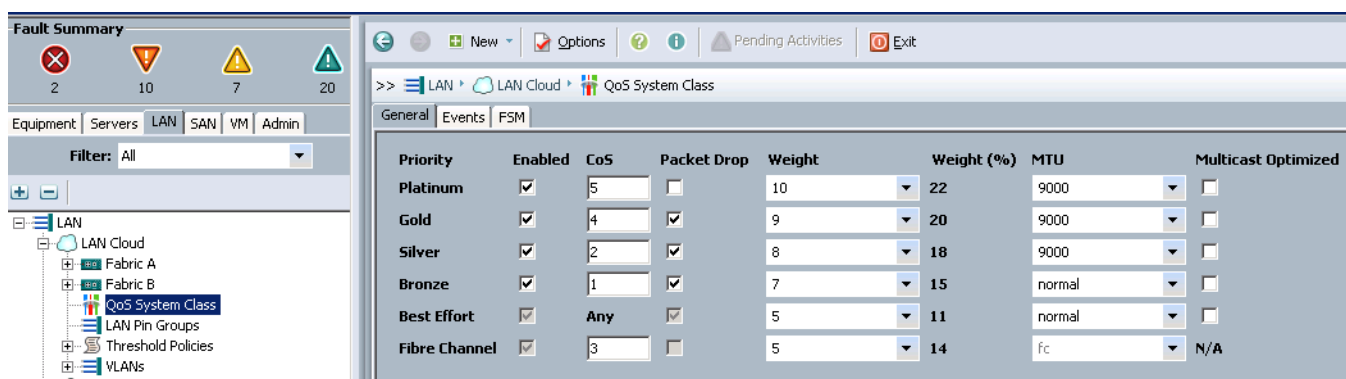 Fault Summary
2 10 7 20
Equipment Servers LAN SAN VM Admin
Filter: All
LAN
LAN Cloud
Fabric A
Fabric B
QoS System Class
LAN Pin Groups
Threshold Policies
VLANs
New Options ? i Pending Activities Exit
>> LAN LAN Cloud QoS System Class
General Events FSM
Priority Enabled CoS Packet Drop Weight Weight (%) MTU Multicast Optimized
Platinum 5 10 22 9000
Gold 4 9 20 9000
Silver 2 8 18 9000
Bronze 1 7 15 normal
Best Effort Any 5 11 normal
Fibre Channel 3 5 14 fc N/A